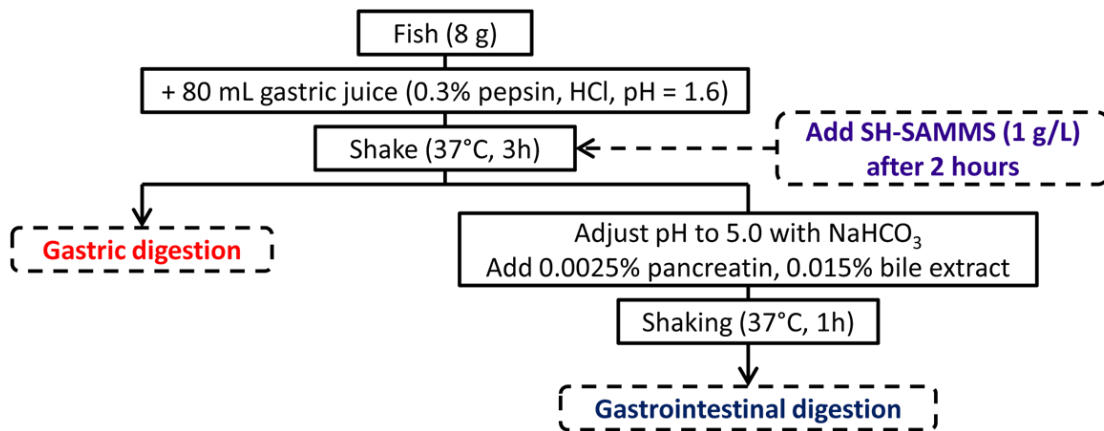 Fish (8 g)
+ 80 mL gastric juice (0.3% pepsin, HCl, pH = 1.6)
Shake (37°C, 3h)
Add SH-SAMMS (1 g/L)
after 2 hours
Gastric digestion
Adjust pH to 5.0 with NaHCO₃
Add 0.0025% pancreatin, 0.015% bile extract
Shaking (37°C, 1h)
Gastrointestinal digestion